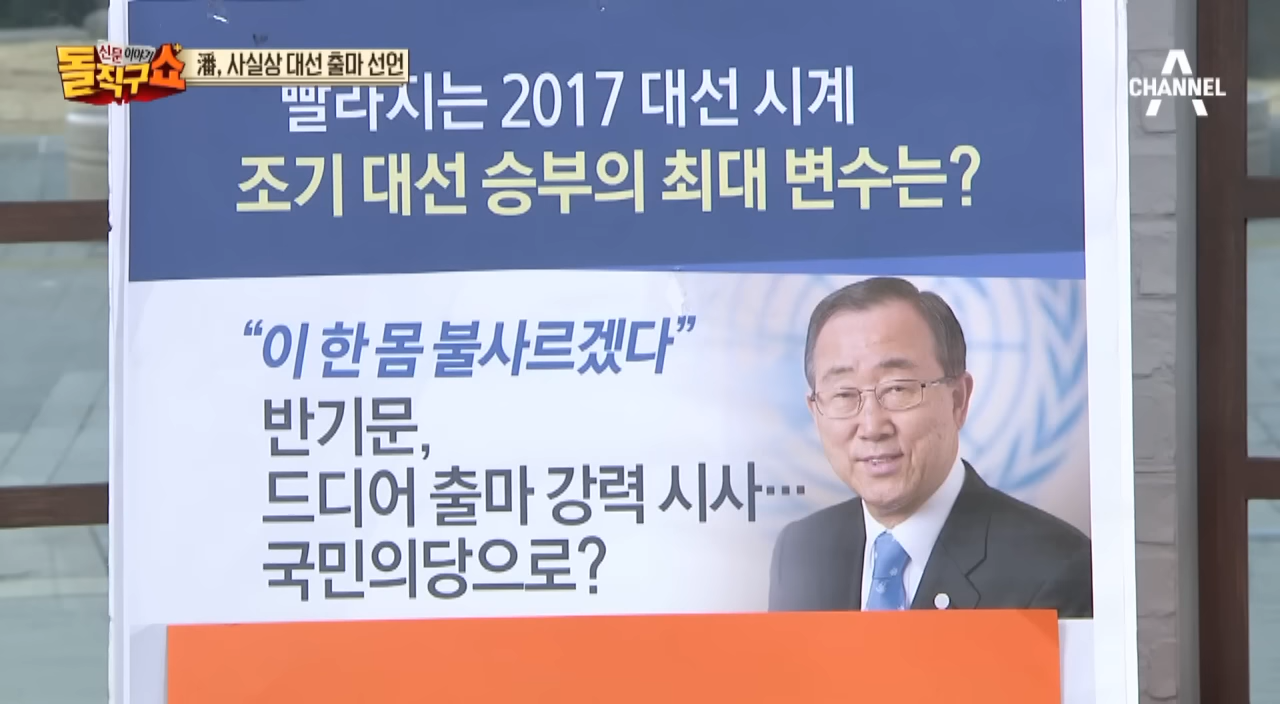 신문이야기
돌직구쇼+
潘, 사실상 대선 출마 선언
CHANNEL A
빨라지는 2017 대선 시계
조기 대선 승부의 최대 변수는?
“이 한 몸 불사르겠다”
반기문,
드디어 출마 강력 시사…
국민의당으로?